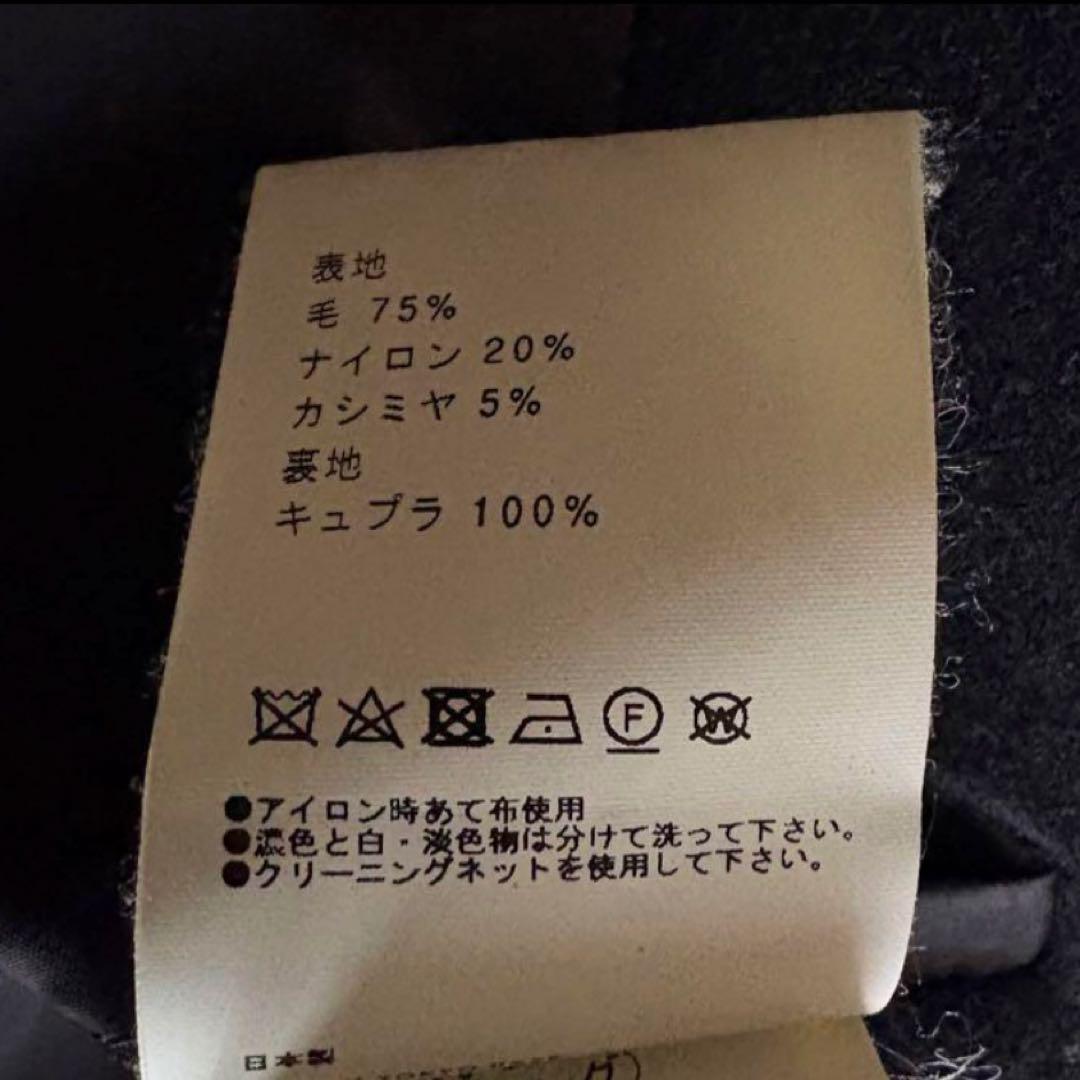 表地
毛 75%
ナイロン 20%
カシミヤ 5%
裏地
キュプラ 100%
F W
●アイロン時あて布使用
●濃色と白・淡色物は分けて洗って下さい。
●クリーニングネットを使用して下さい。
日本製